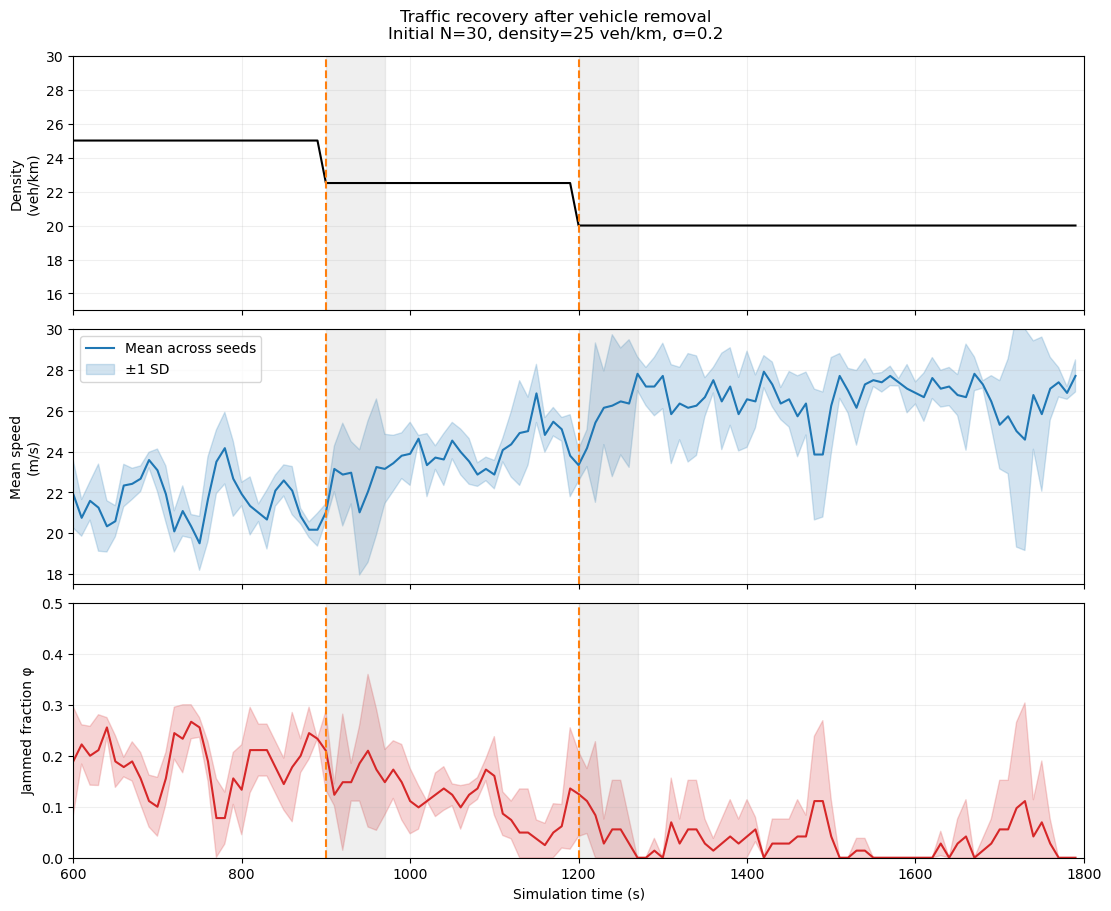 Traffic recovery after vehicle removal
Initial N=30, density=25 veh/km, σ=0.2
30
28
26
24
22
20
18
16
Density
(veh/km)
Mean across seeds
±1 SD
30
28
26
24
22
20
18
Mean speed
(m/s)
0.5
0.4
0.3
0.2
0.1
0.0
Jammed fraction φ
600
800
1000
1200
1400
1600
1800
Simulation time (s)